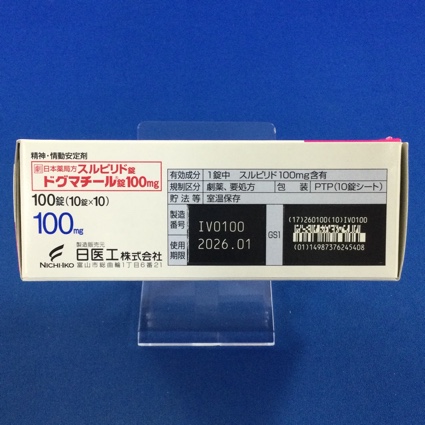 精神・情動安定剤
劇 日本薬局方 スルピリド錠
ドグマチール®錠100mg
100錠(10錠×10)
100mg
製造販売元
日医工株式会社
NICHI-IKO 富山市総曲輪1丁目6番21
有効成分 1錠中 スルピリド100mg含有
規制区分 劇薬、要処方 包装 PTP(10錠シート)
貯法等 室温保存
製造番号 IV0100
使用期限 2026.01
GS1
(17)260100(10)IV0100
(01)14987376245408